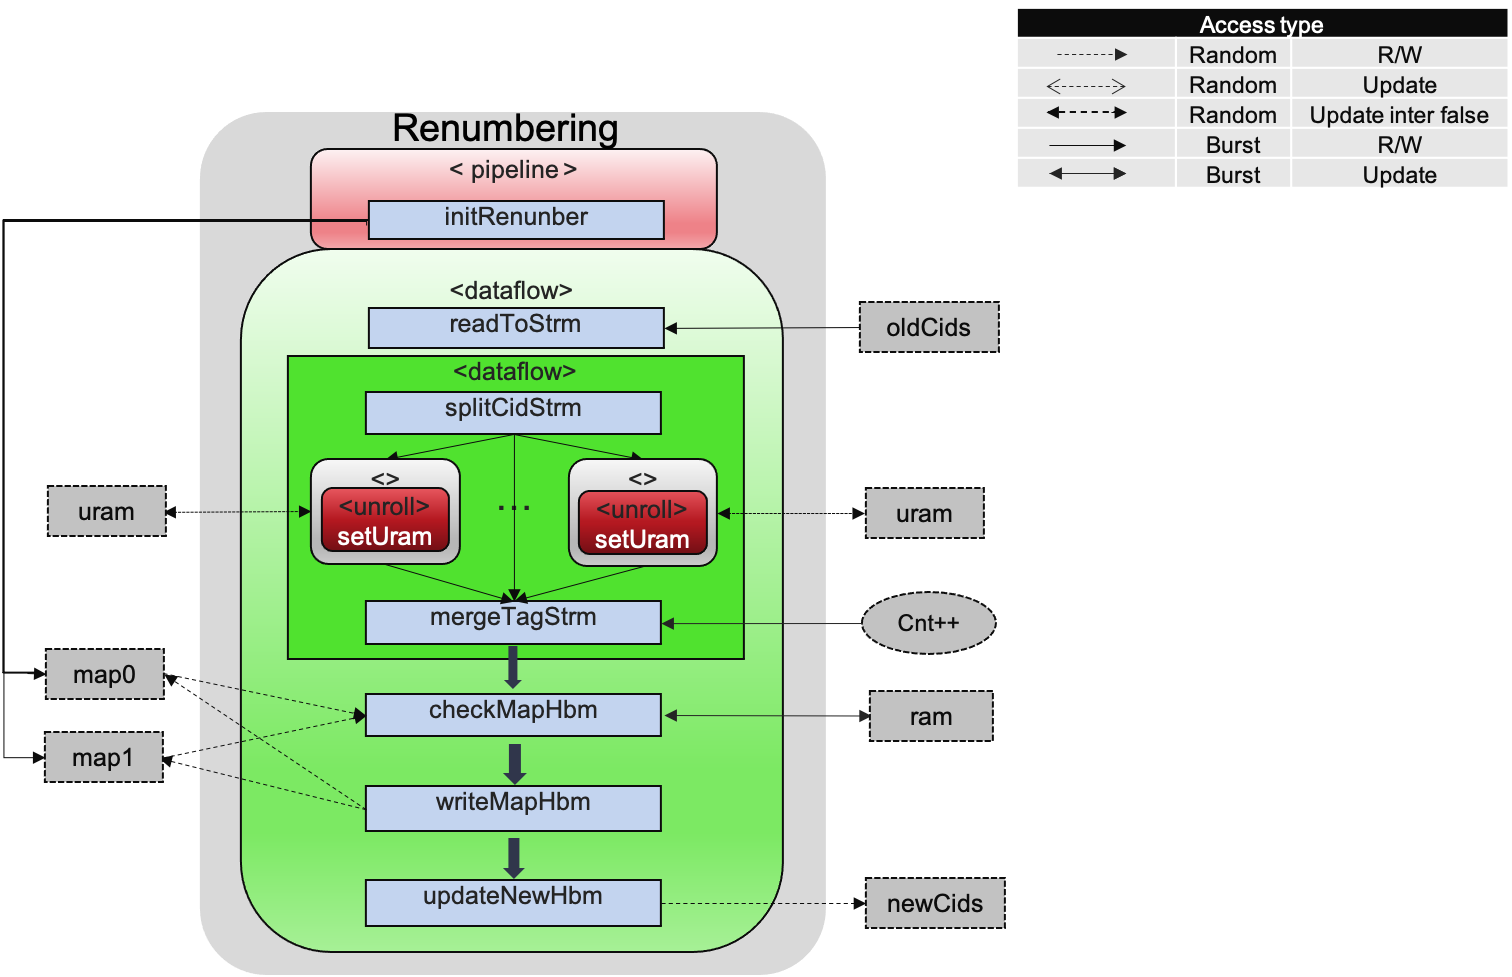 Access type
Random R/W
Random Update
Random Update inter false
Burst R/W
Burst Update
Renumbering
< pipeline >
initRenunber
<dataflow>
readToStrm
oldCids
<dataflow>
splitCidStrm
<>
<unroll>
setUram
...
<>
<unroll>
setUram
uram
uram
mergeTagStrm
Cnt++
map0
checkMapHbm
ram
map1
writeMapHbm
updateNewHbm
newCids